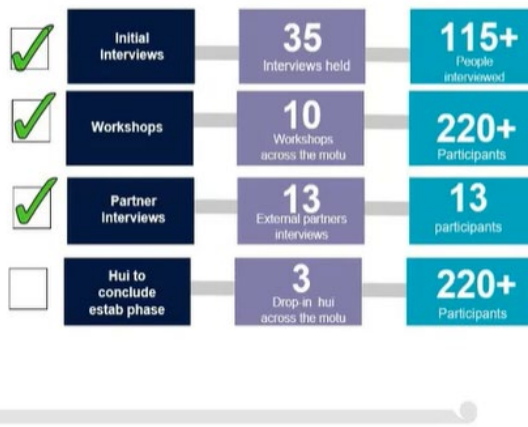 Initial
Interviews
35
Interviews held
115+
People
interviewed
Workshops
10
Workshops
across the motu
220+
Participants
Partner
Interviews
13
External partners
interviews
13
participants
Hui to
conclude
estab phase
3
Drop-in hui
across the motu
220+
Participants